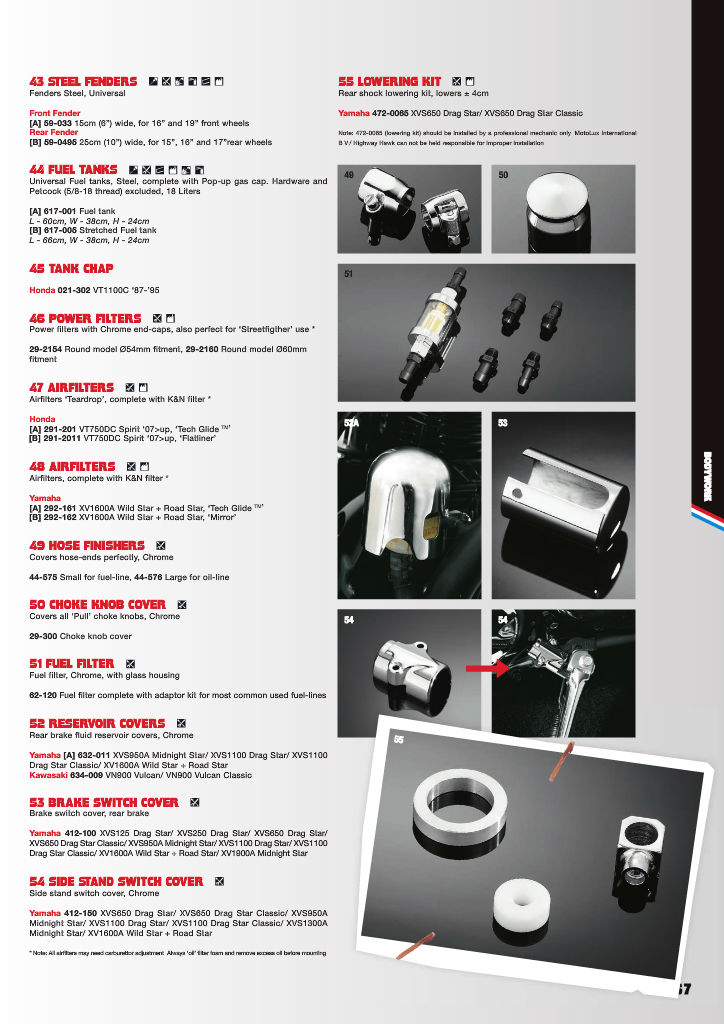 43 STEEL FENDERS
Fenders Steel, Universal
Front Fender
[A] 59-033 15cm (6”) wide, for 16” and 19” front wheels
Rear Fender
[B] 59-0495 25cm (10”) wide, for 15”, 16” and 17”rear wheels
44 FUEL TANKS
Universal Fuel tanks, Steel, complete with Pop-up gas cap. Hardware and
Petcock (5/8-18 thread) excluded, 18 Liters
[A] 617-001 Fuel tank
L - 60cm, W - 38cm, H - 24cm
[B] 617-005 Stretched Fuel tank
L - 66cm, W - 38cm, H - 24cm
45 TANK CHAP
Honda 021-302 VT1100C ‘87-’95
46 POWER FILTERS
Power filters with Chrome end-caps, also perfect for ‘Streetfigther’ use *
29-2154 Round model Ø54mm fitment, 29-2160 Round model Ø60mm
fitment
47 AIRFILTERS
Airfilters ‘Teardrop’, complete with K&N filter *
Honda
[A] 291-201 VT750DC Spirit ‘07>up, ‘Tech Glide TM’
[B] 291-2011 VT750DC Spirit ‘07>up, ‘Flatliner’
48 AIRFILTERS
Airfilters, complete with K&N filter *
Yamaha
[A] 292-161 XV1600A Wild Star + Road Star, ‘Tech Glide TM’
[B] 292-162 XV1600A Wild Star + Road Star, ‘Mirror’
49 HOSE FINISHERS
Covers hose-ends perfectly, Chrome
44-575 Small for fuel-line, 44-576 Large for oil-line
50 CHOKE KNOB COVER
Covers all ‘Pull’ choke knobs, Chrome
29-300 Choke knob cover
51 FUEL FILTER
Fuel filter, Chrome, with glass housing
62-120 Fuel filter complete with adaptor kit for most common used fuel-lines
52 RESERVOIR COVERS
Rear brake fluid reservoir covers, Chrome
Yamaha [A] 632-011 XVS950A Midnight Star/ XVS1100 Drag Star/ XVS1100
Drag Star Classic/ XV1600A Wild Star + Road Star
Kawasaki 634-009 VN900 Vulcan/ VN900 Vulcan Classic
53 BRAKE SWITCH COVER
Brake switch cover, rear brake
Yamaha 412-100 XVS125 Drag Star/ XVS250 Drag Star/ XVS650 Drag Star/
XVS650 Drag Star Classic/ XVS950A Midnight Star/ XVS1100 Drag Star/ XVS1100
Drag Star Classic/ XV1600A Wild Star + Road Star/ XV1900A Midnight Star
54 SIDE STAND SWITCH COVER
Side stand switch cover, Chrome
Yamaha 412-150 XVS650 Drag Star/ XVS650 Drag Star Classic/ XVS950A
Midnight Star/ XVS1100 Drag Star/ XVS1100 Drag Star Classic/ XVS1300A
Midnight Star/ XV1600A Wild Star + Road Star
* Note: All airfilters may need carburettor adjustment Always ‘oil’ filter foam and remove excess oil before mounting
55 LOWERING KIT
Rear shock lowering kit, lowers ± 4cm
Yamaha 472-0065 XVS650 Drag Star/ XVS650 Drag Star Classic
Note: 472-0065 (lowering kit) should be installed by a professional mechanic only MotoLux International
B V / Highway Hawk can not be held responsible for improper installation
49
50
51
52A
53
54
54
55
BODYWORK